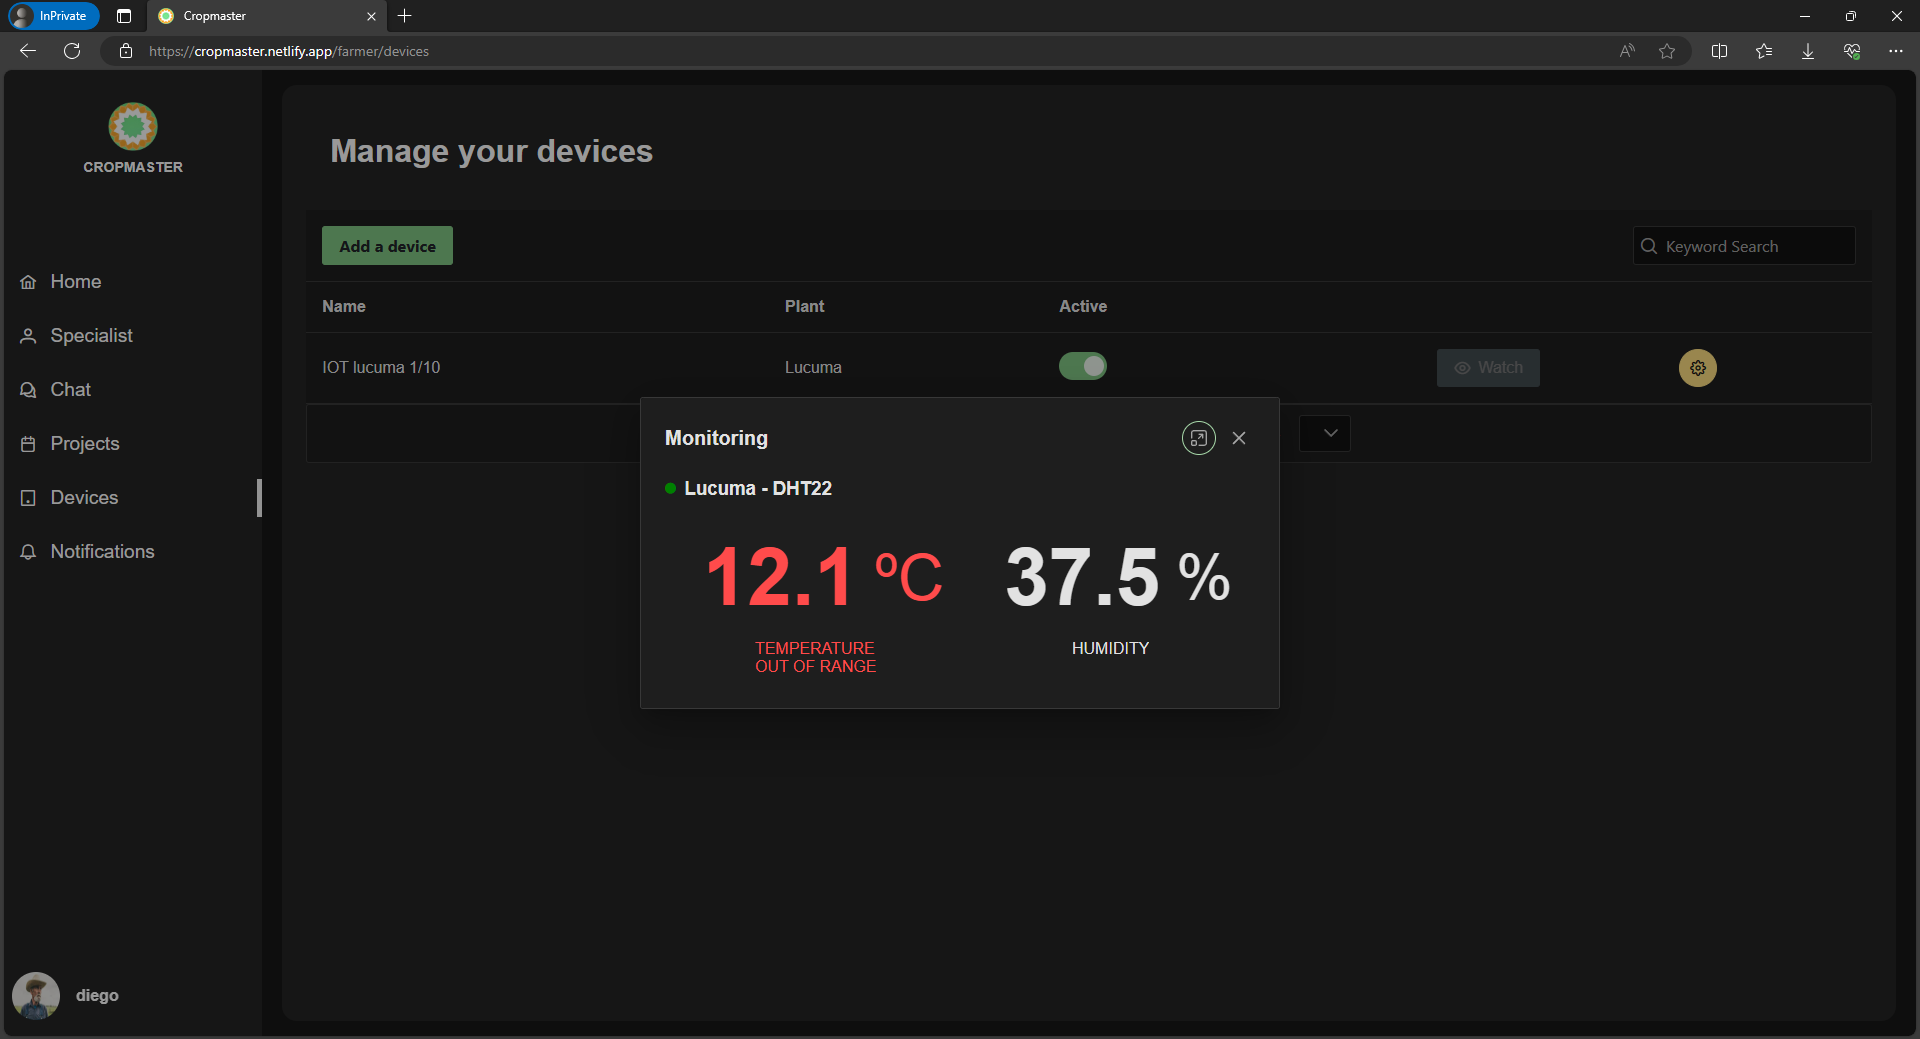 InPrivate
Cropmaster
https://cropmaster.netlify.app/farmer/devices
CROPMASTER
Home
Specialist
Chat
Projects
Devices
Notifications
diego
Manage your devices
Add a device
Keyword Search
Name Plant Active
IOT lucuma 1/10 Lucuma Watch
Monitoring
Lucuma - DHT22
12.1 ºC 37.5 %
TEMPERATURE HUMIDITY
OUT OF RANGE